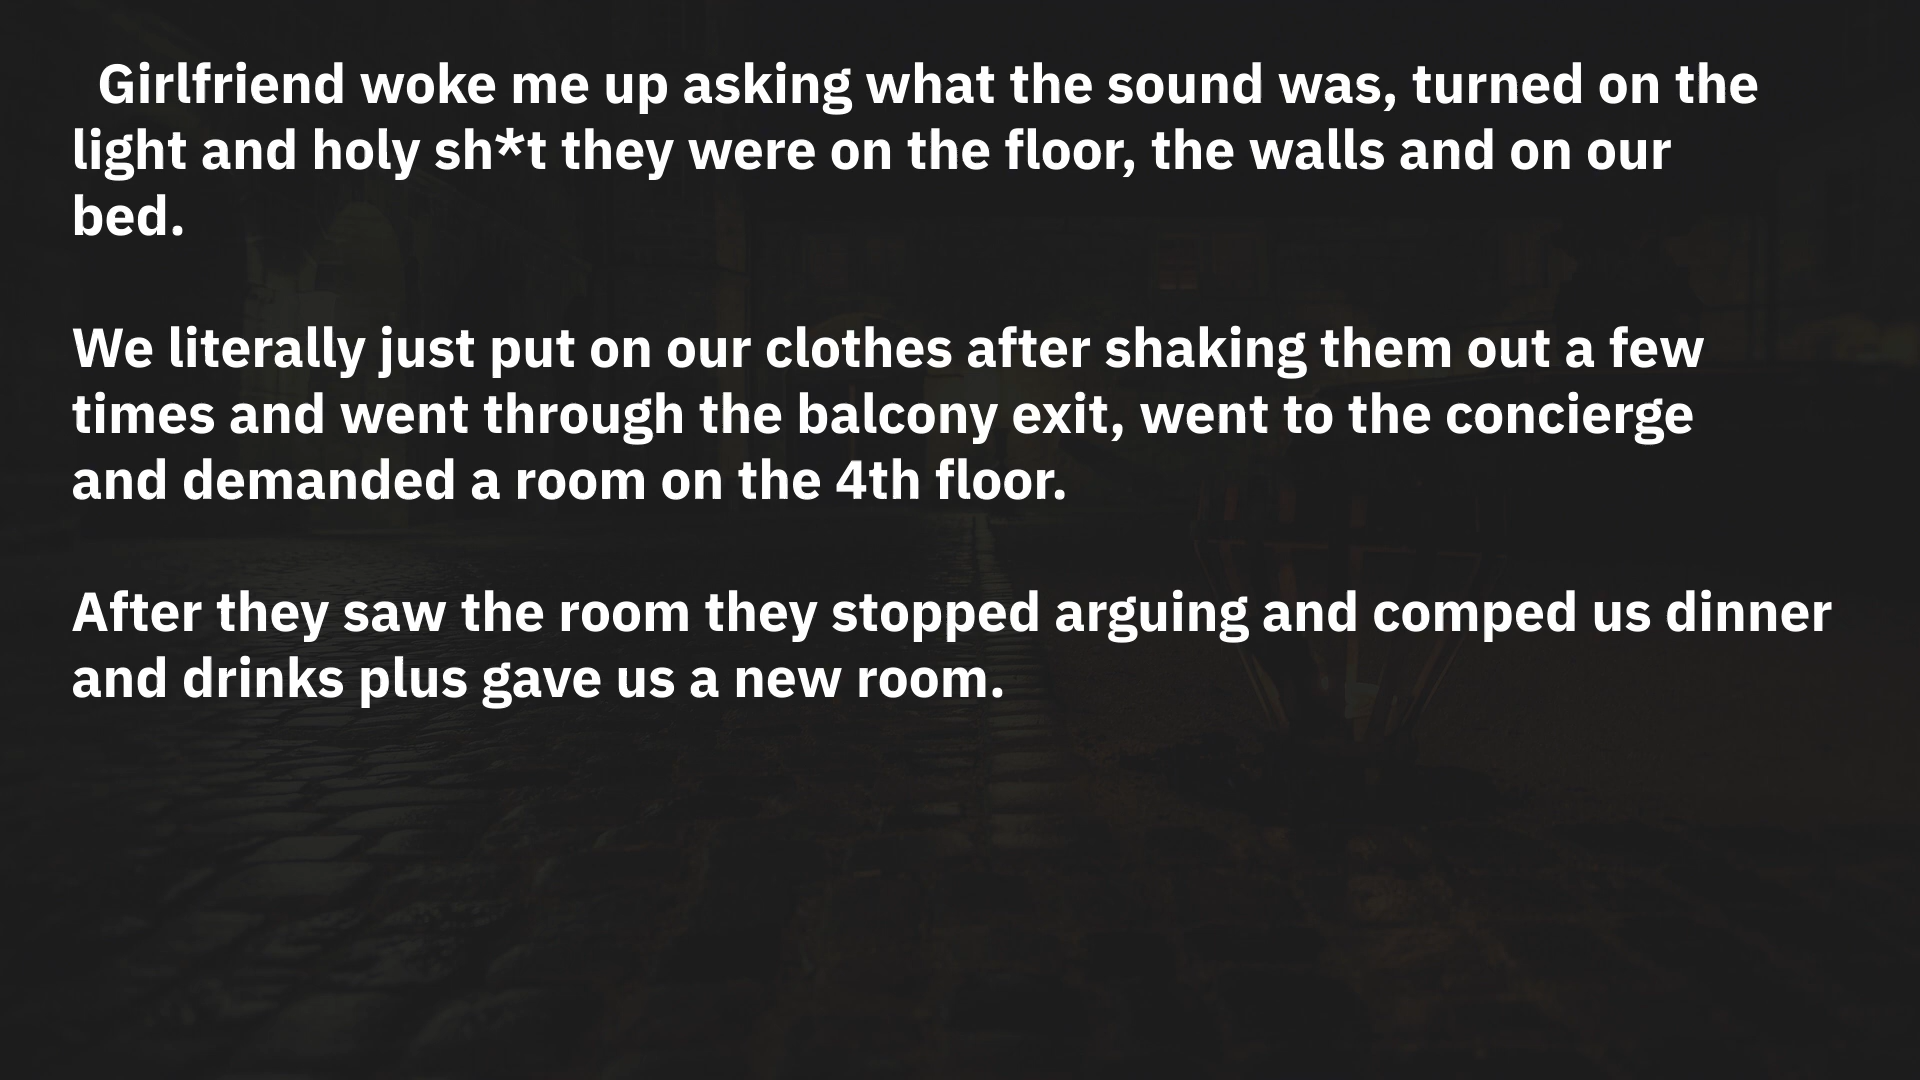 Girlfriend woke me up asking what the sound was, turned on the
light and holy sh*t they were on the floor, the walls and on our
bed.
We literally just put on our clothes after shaking them out a few
times and went through the balcony exit, went to the concierge
and demanded a room on the 4th floor.
After they saw the room they stopped arguing and comped us dinner
and drinks plus gave us a new room.